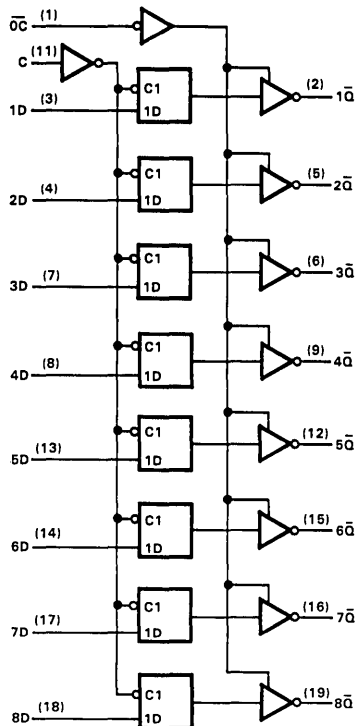 O̅C̅ (1)
C (11)
C1 (2) 1Q̅
1D (3) 1D
C1 (5) 2Q̅
2D (4) 1D
C1 (6) 3Q̅
3D (7) 1D
C1 (9) 4Q̅
4D (8) 1D
C1 (12) 5Q̅
5D (13) 1D
C1 (15) 6Q̅
6D (14) 1D
C1 (16) 7Q̅
7D (17) 1D
C1 (19) 8Q̅
8D (18) 1D